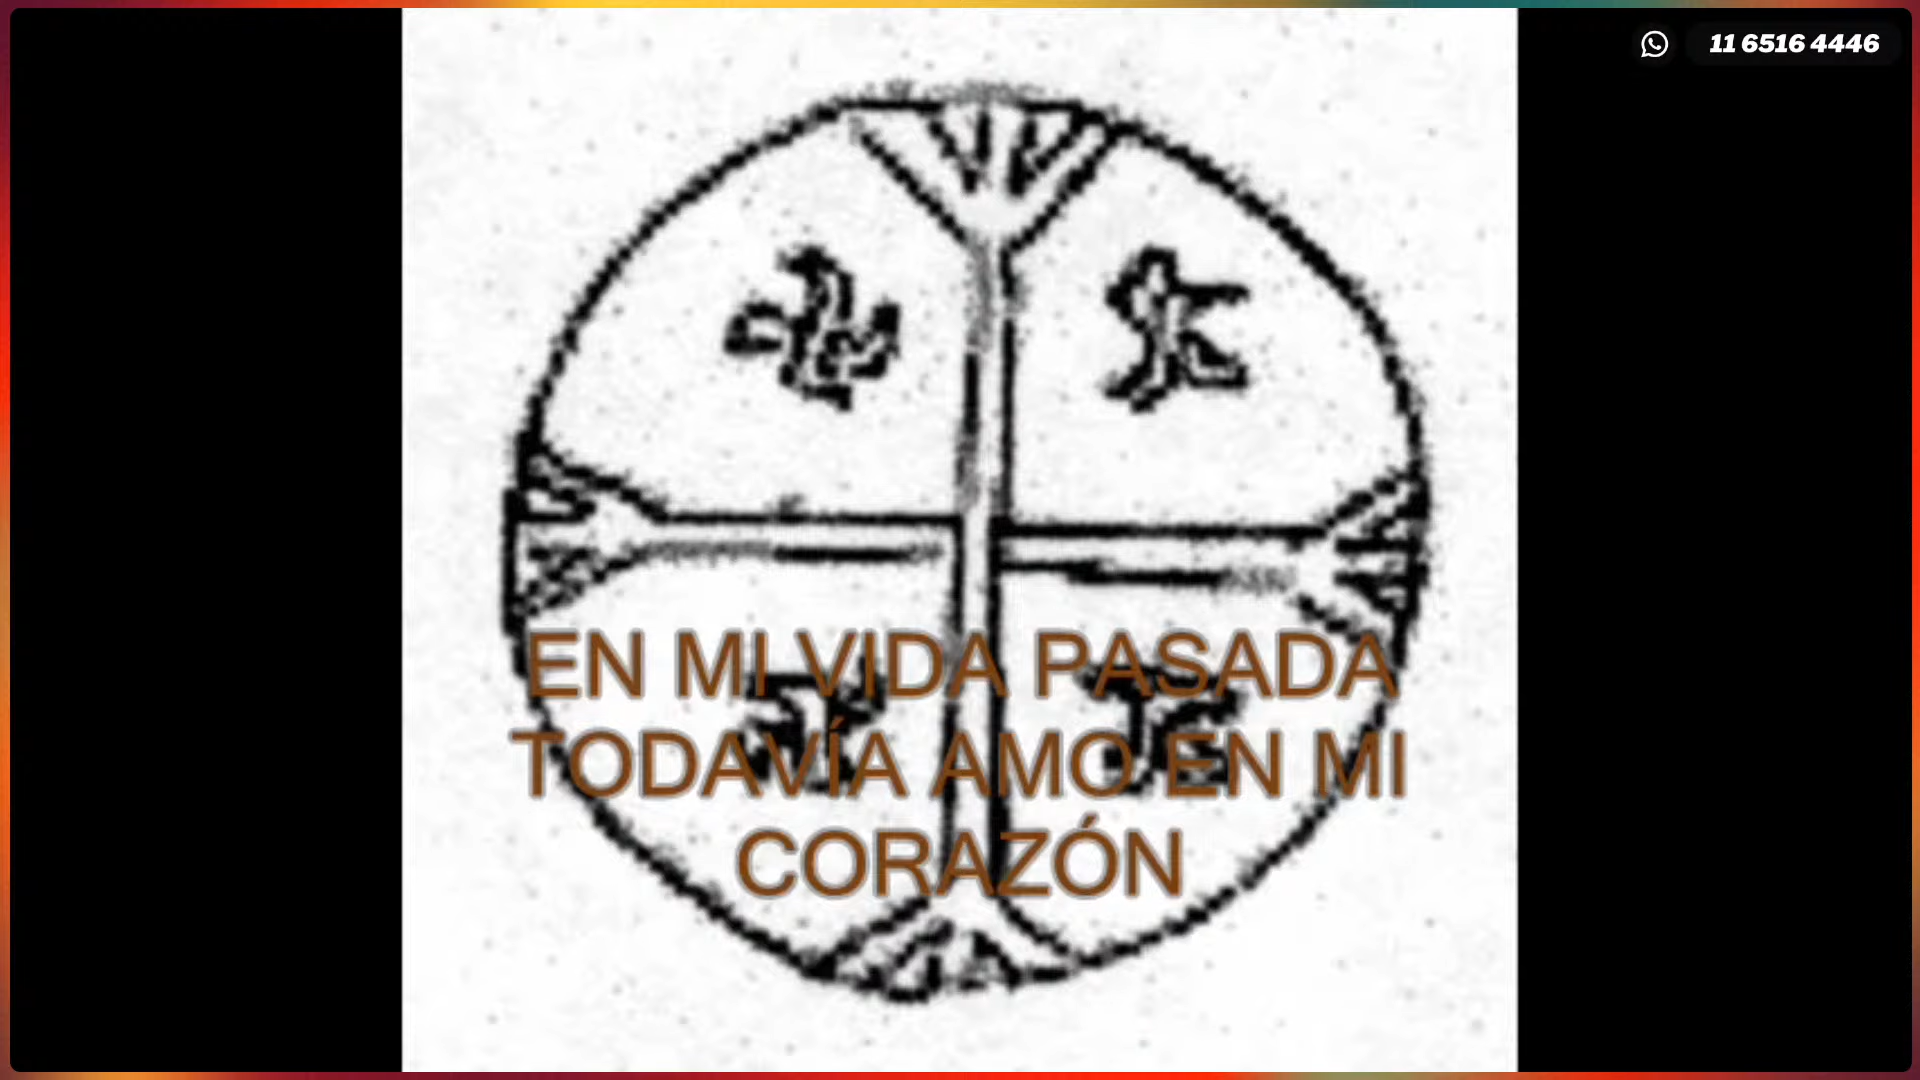 11 6516 4446
EN MI VIDA PASADA
TODAVÍA AMO EN MI
CORAZÓN